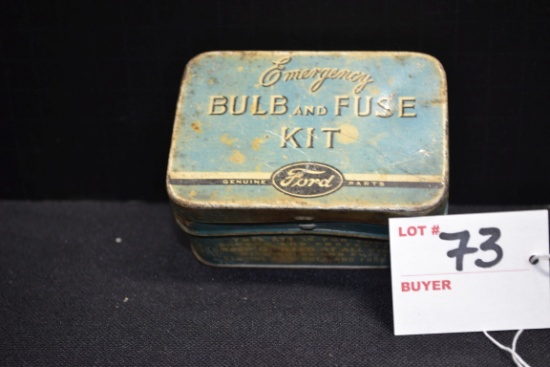 Emergency
BULB AND FUSE
KIT
GENUINE Ford PARTS
LOT # 73
BUYER